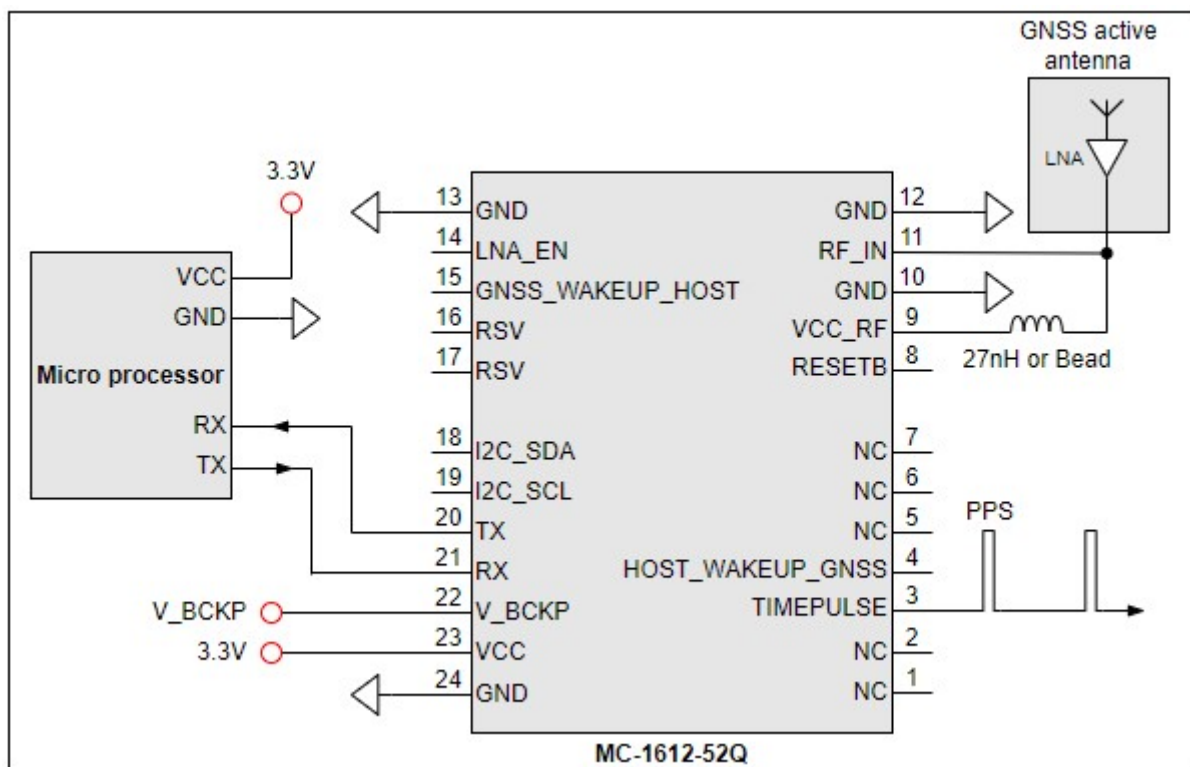 GNSS active
antenna
LNA
3.3V
VCC
GND
Micro processor
RX
TX
13 GND
14 LNA_EN
15 GNSS_WAKEUP_HOST
16 RSV
17 RSV
18 I2C_SDA
19 I2C_SCL
20 TX
21 RX
V_BCKP 22 V_BCKP
3.3V 23 VCC
24 GND
GND 12
RF_IN 11
GND 10
VCC_RF 9
27nH or Bead
RESETB 8
NC 7
NC 6
NC 5
PPS
HOST_WAKEUP_GNSS 4
TIMEPULSE 3
NC 2
NC 1
MC-1612-52Q